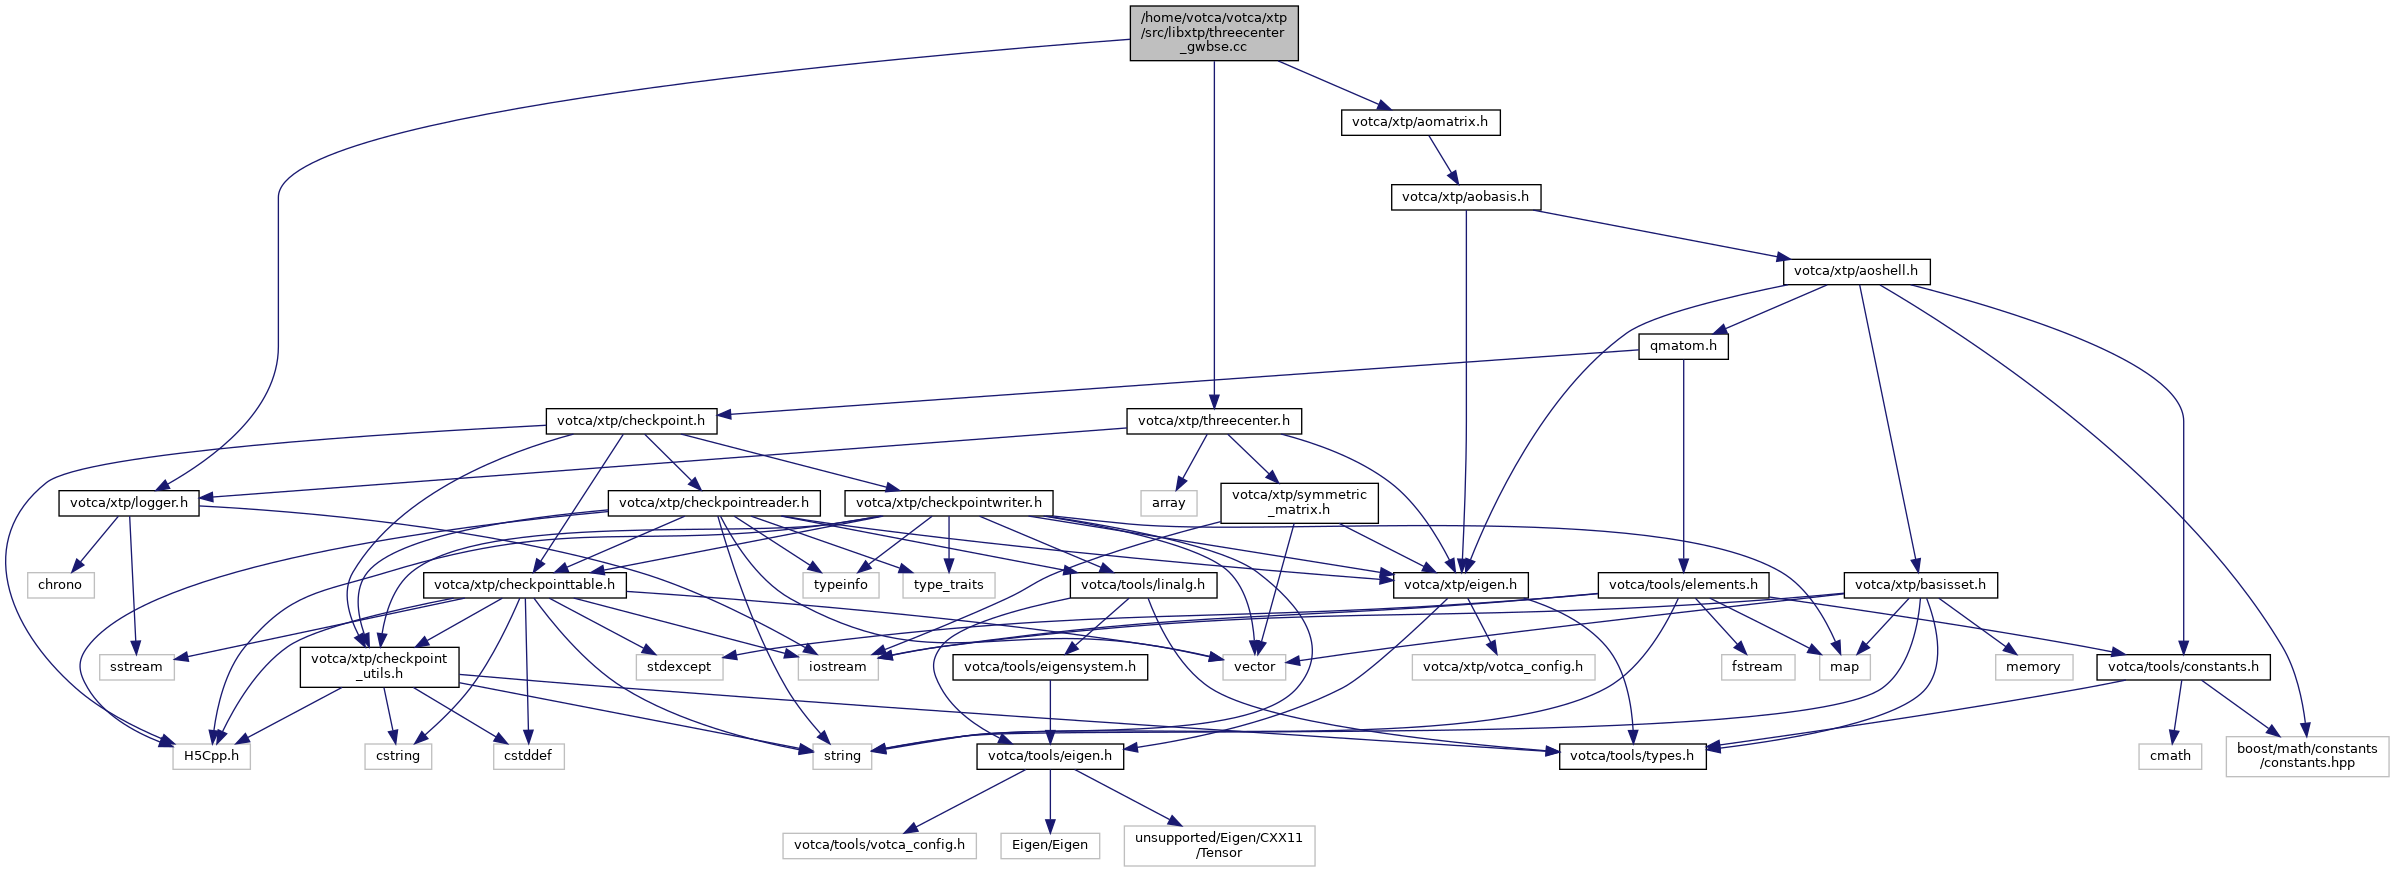 /home/votca/votca/xtp
/src/libxtp/threecenter
_gwbse.cc
votca/xtp/aomatrix.h
votca/xtp/aobasis.h
votca/xtp/aoshell.h
qmatom.h
votca/xtp/checkpoint.h
votca/xtp/threecenter.h
votca/xtp/logger.h
votca/xtp/checkpointreader.h
votca/xtp/checkpointwriter.h
array
votca/xtp/symmetric
_matrix.h
chrono
votca/xtp/checkpointtable.h
typeinfo
type_traits
votca/tools/linalg.h
votca/xtp/eigen.h
votca/tools/elements.h
votca/xtp/basisset.h
sstream
votca/xtp/checkpoint
_utils.h
stdexcept
iostream
votca/tools/eigensystem.h
vector
votca/xtp/votca_config.h
fstream
map
memory
votca/tools/constants.h
H5Cpp.h
cstring
cstddef
string
votca/tools/eigen.h
votca/tools/types.h
cmath
boost/math/constants
/constants.hpp
votca/tools/votca_config.h
Eigen/Eigen
unsupported/Eigen/CXX11
/Tensor